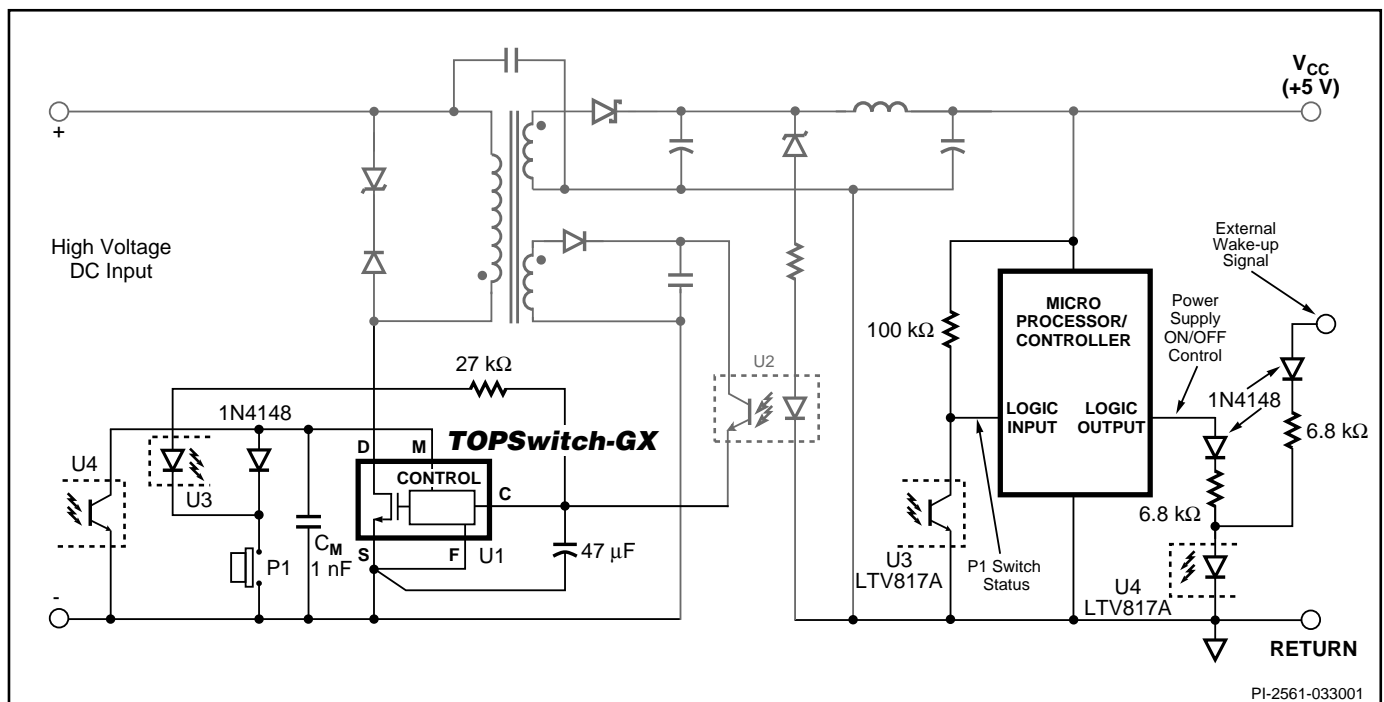 V_CC
(+5 V)
+
High Voltage
DC Input
External
Wake-up
Signal
MICRO
PROCESSOR/
CONTROLLER
Power
Supply
ON/OFF
Control
100 kΩ
27 kΩ
U2
1N4148
1N4148
TOPSwitch-GX
LOGIC
INPUT
LOGIC
OUTPUT
6.8 kΩ
D
M
U4
CONTROL
U3
C
6.8 kΩ
C_M
1 nF
S
F
U1
47 µF
P1
U3
LTV817A
P1 Switch
Status
U4
LTV817A
-
RETURN
PI-2561-033001